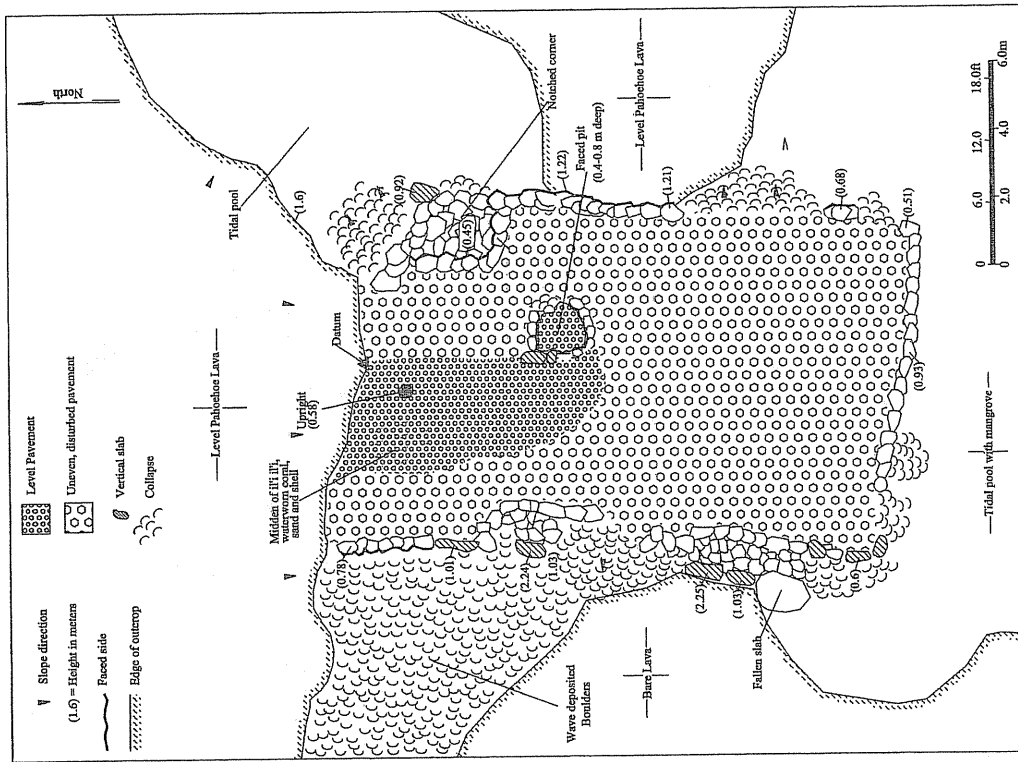 Slope direction
(1.6) = Height in meters
Faced side
Edge of outcrop
Level Pavement
Uneven, disturbed pavement
Vertical slab
Collapse
North
Level Pahoehoe Lava
Tidal pool
(1.6)
Datum
Upright
(0.58)
Midden of il'i il'i,
waterworn coral,
sand and shell
(0.78)
(1.01)
(2.24)
(1.03)
(0.92)
(0.45)
Notched corner
Level Pahoehoe Lava
(1.22)
Faced pit
(0.4-0.8 m deep)
(1.21)
(0.68)
(0.51)
(0.93)
Wave deposited
Boulders
Bare Lava
(2.25)
(1.03)
Fallen slab
(0.6)
Tidal pool with mangrove
0 6.0 12.0 18.0ft
0 2.0 4.0 6.0m